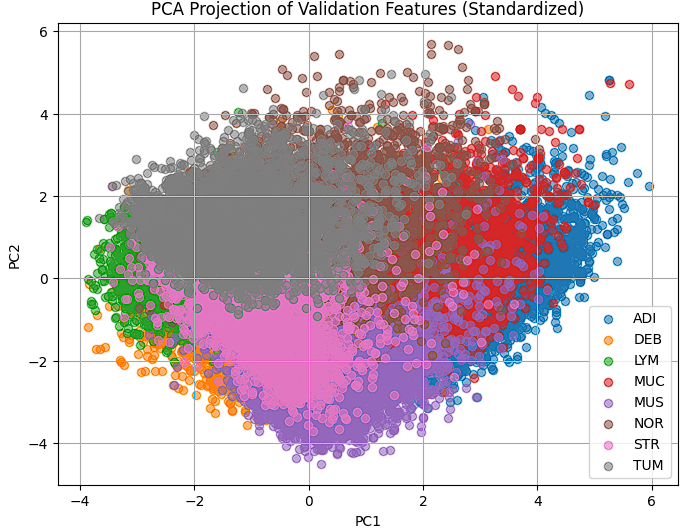 PCA Projection of Validation Features (Standardized)
6
4
2
0
−2
−4
PC2
−4
−2
0
2
4
6
PC1
ADI
DEB
LYM
MUC
MUS
NOR
STR
TUM